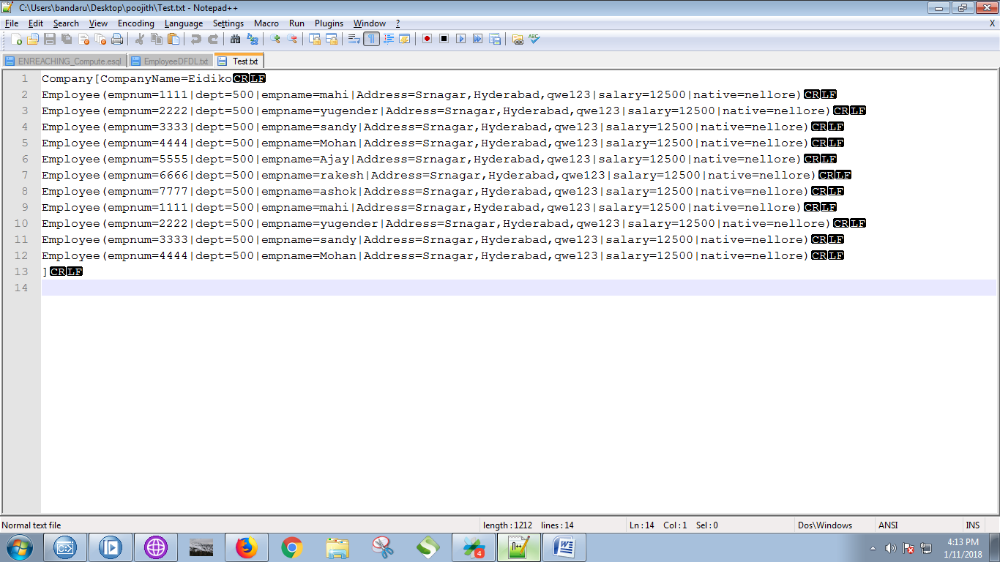 C:\Users\bandaru\Desktop\poojith\Test.txt - Notepad++
File Edit Search View Encoding Language Settings Macro Run Plugins Window ? X
ENREACHING_Compute.esql EmployeeDFDL.txt Test.txt
1 Company[CompanyName=EidikoCRLF
2 Employee(empnum=1111|dept=500|empname=mahi|Address=Srnagar,Hyderabad,qwe123|salary=12500|native=nellore)CRLF
3 Employee(empnum=2222|dept=500|empname=yugender|Address=Srnagar,Hyderabad,qwe123|salary=12500|native=nellore)CRLF
4 Employee(empnum=3333|dept=500|empname=sandy|Address=Srnagar,Hyderabad,qwe123|salary=12500|native=nellore)CRLF
5 Employee(empnum=4444|dept=500|empname=Mohan|Address=Srnagar,Hyderabad,qwe123|salary=12500|native=nellore)CRLF
6 Employee(empnum=5555|dept=500|empname=Ajay|Address=Srnagar,Hyderabad,qwe123|salary=12500|native=nellore)CRLF
7 Employee(empnum=6666|dept=500|empname=rakesh|Address=Srnagar,Hyderabad,qwe123|salary=12500|native=nellore)CRLF
8 Employee(empnum=7777|dept=500|empname=ashok|Address=Srnagar,Hyderabad,qwe123|salary=12500|native=nellore)CRLF
9 Employee(empnum=1111|dept=500|empname=mahi|Address=Srnagar,Hyderabad,qwe123|salary=12500|native=nellore)CRLF
10 Employee(empnum=2222|dept=500|empname=yugender|Address=Srnagar,Hyderabad,qwe123|salary=12500|native=nellore)CRLF
11 Employee(empnum=3333|dept=500|empname=sandy|Address=Srnagar,Hyderabad,qwe123|salary=12500|native=nellore)CRLF
12 Employee(empnum=4444|dept=500|empname=Mohan|Address=Srnagar,Hyderabad,qwe123|salary=12500|native=nellore)CRLF
13 ]CRLF
14
Normal text file length : 1212 lines : 14 Ln : 14 Col : 1 Sel : 0 Dos\Windows ANSI INS
4:13 PM
1/11/2018